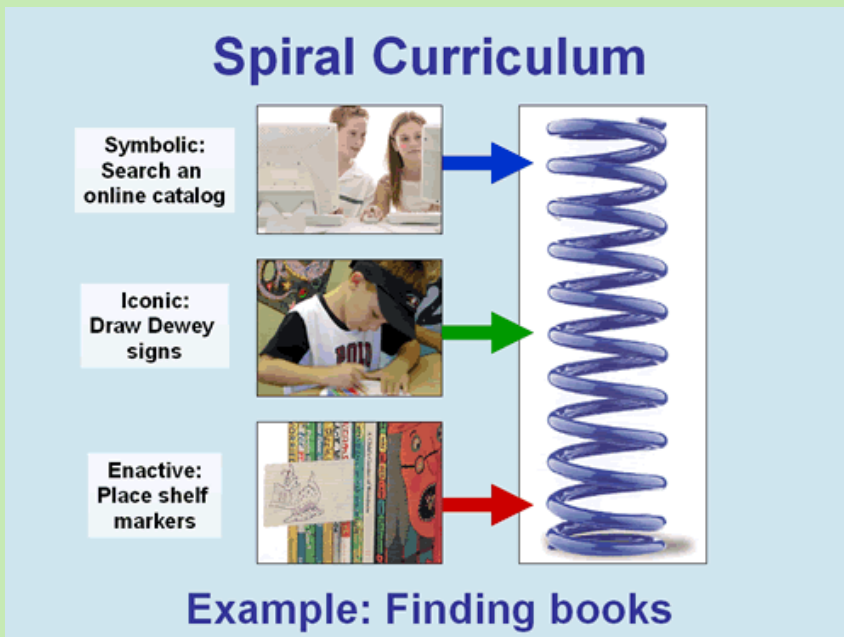 Spiral Curriculum
Symbolic:
Search an
online catalog
Iconic:
Draw Dewey
signs
Enactive:
Place shelf
markers
Example: Finding books